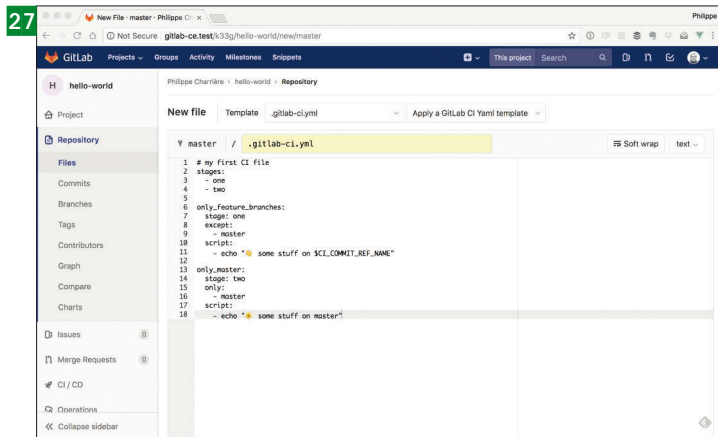 27
New File · master · Philippe Ch
Philippe
Not Secure gitlab-ce.test/k33g/hello-world/new/master
GitLab Projects Groups Activity Milestones Snippets This project Search
H hello-world
Philippe Charrière › hello-world › Repository
Project
New file Template .gitlab-ci.yml Apply a GitLab CI Yaml template
Repository
master / .gitlab-ci.yml Soft wrap text
Files
Commits
Branches
Tags
Contributors
Graph
Compare
Charts
Issues 0
Merge Requests 0
CI / CD
Operations
Collapse sidebar
1 # my first CI file
2 stages:
3 - one
4 - two
5
6 only_feature_branches:
7 stage: one
8 except:
9 - master
10 script:
11 - echo "👋 some stuff on $CI_COMMIT_REF_NAME"
12
13 only_master:
14 stage: two
15 only:
16 - master
17 script:
18 - echo "☀️ some stuff on master"